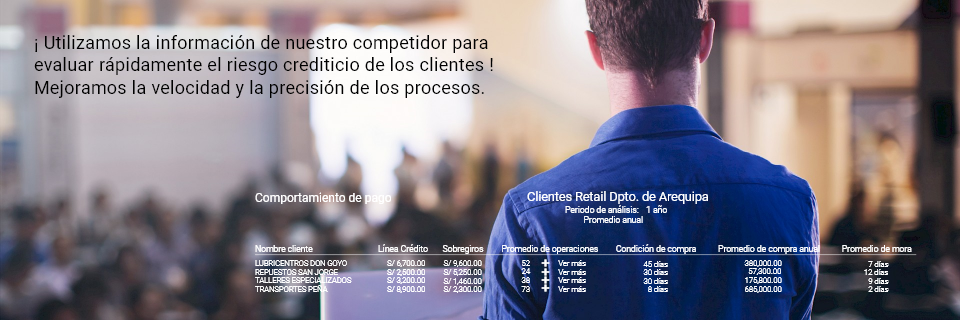 ¡ Utilizamos la información de nuestro competidor para
evaluar rápidamente el riesgo crediticio de los clientes !
Mejoramos la velocidad y la precisión de los procesos.
Comportamiento de pago
Clientes Retail Dpto. de Arequipa
Periodo de análisis: 1 año
Promedio anual
Nombre cliente Línea Crédito Sobregiros Promedio de operaciones Condición de compra Promedio de compra anual Promedio de mora
LUBRICENTROS DON GOYO S/ 6,700.00 S/ 9,600.00 52 + Ver más 45 días 380,000.00 7 días
REPUESTOS SAN JORGE S/ 2,500.00 S/ 5,250.00 24 + Ver más 30 días 57,300.00 12 días
TALLERES ESPECIALIZADOS S/ 3,200.00 S/ 1,460.00 38 + Ver más 30 días 175,800.00 9 días
TRANSPORTES PEÑA S/ 8,900.00 S/ 2,300.00 73 + Ver más 8 días 685,000.00 2 días